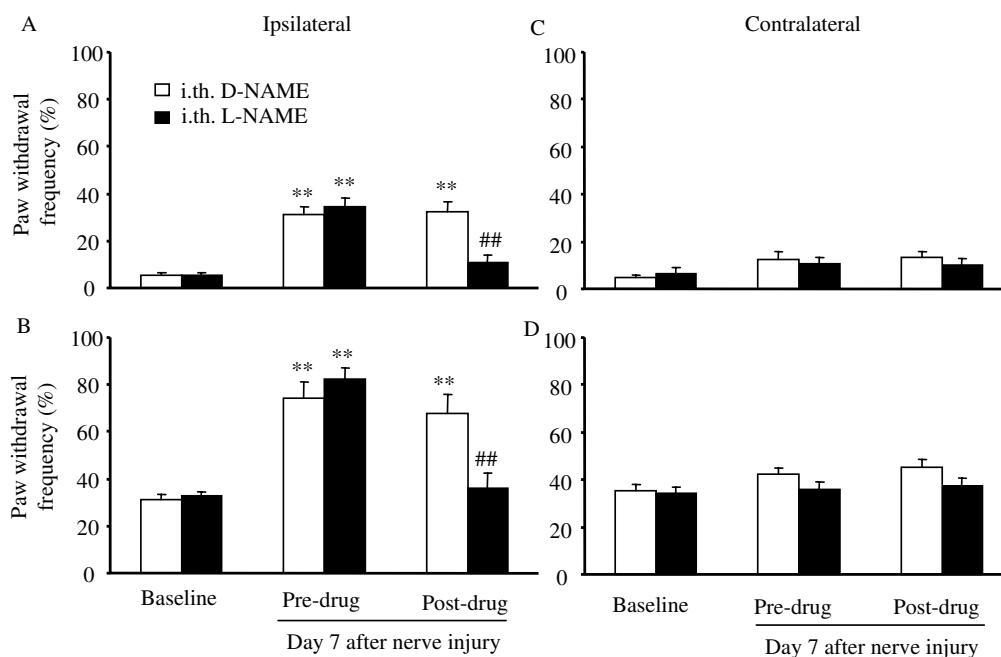 A
Ipsilateral
Paw withdrawal
frequency (%)
100
80
60
40
20
0
i.th. D-NAME
i.th. L-NAME
**
**
**
##
C
Contralateral
100
80
60
40
20
0
B
Paw withdrawal
frequency (%)
100
80
60
40
20
0
**
**
**
##
Baseline
Pre-drug
Post-drug
Day 7 after nerve injury
D
100
80
60
40
20
0
Baseline
Pre-drug
Post-drug
Day 7 after nerve injury